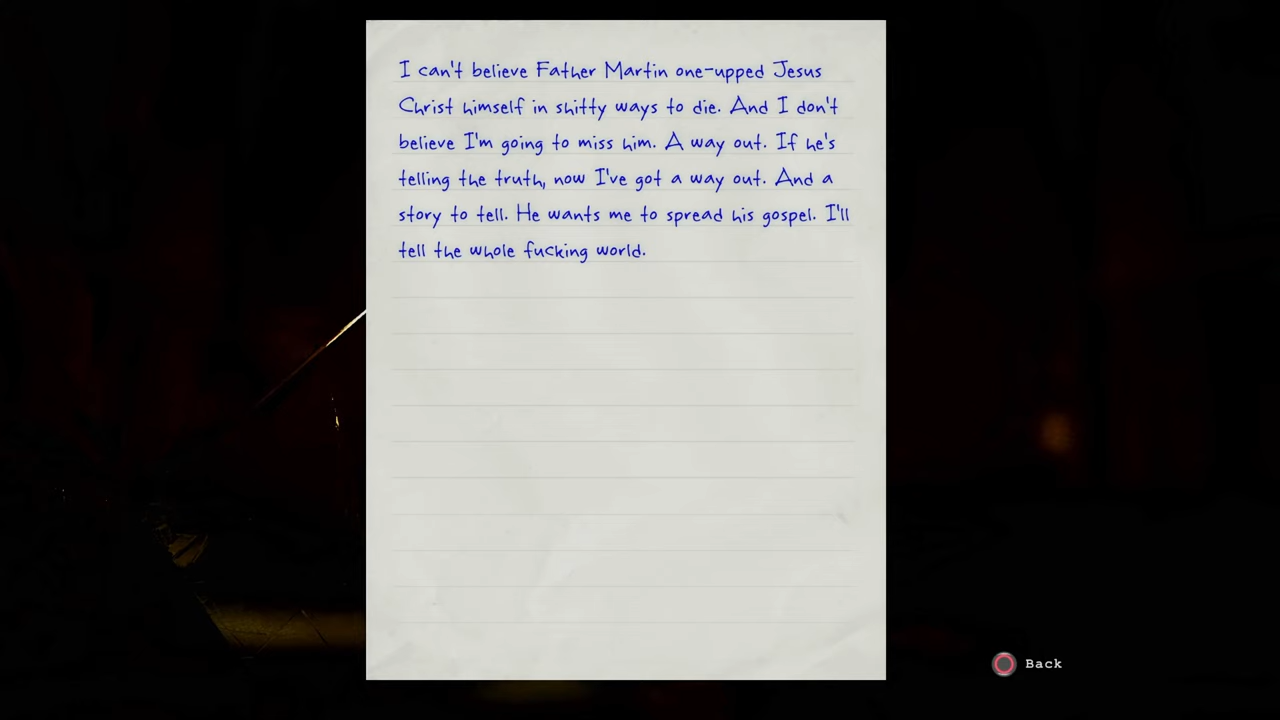 I can't believe Father Martin one-upped Jesus
Christ himself in shitty ways to die. And I don't
believe I'm going to miss him. A way out. If he's
telling the truth, now I've got a way out. And a
story to tell. He wants me to spread his gospel. I'll
tell the whole fucking world.
Back